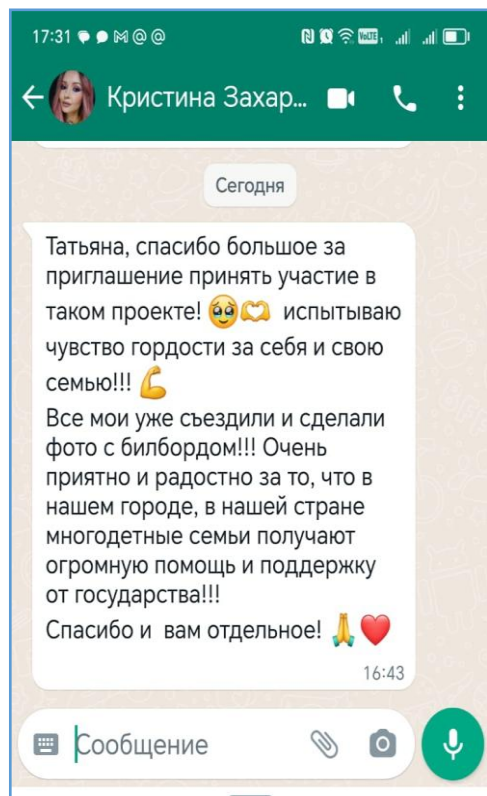 17:31
Кристина Захар...
Сегодня
Татьяна, спасибо большое за
приглашение принять участие в
таком проекте! 🥹🫶 испытываю
чувство гордости за себя и свою
семью!!! 💪
Все мои уже съездили и сделали
фото с билбордом!!! Очень
приятно и радостно за то, что в
нашем городе, в нашей стране
многодетные семьи получают
огромную помощь и поддержку
от государства!!!
Спасибо и вам отдельное! 🙏❤️
16:43
Сообщение